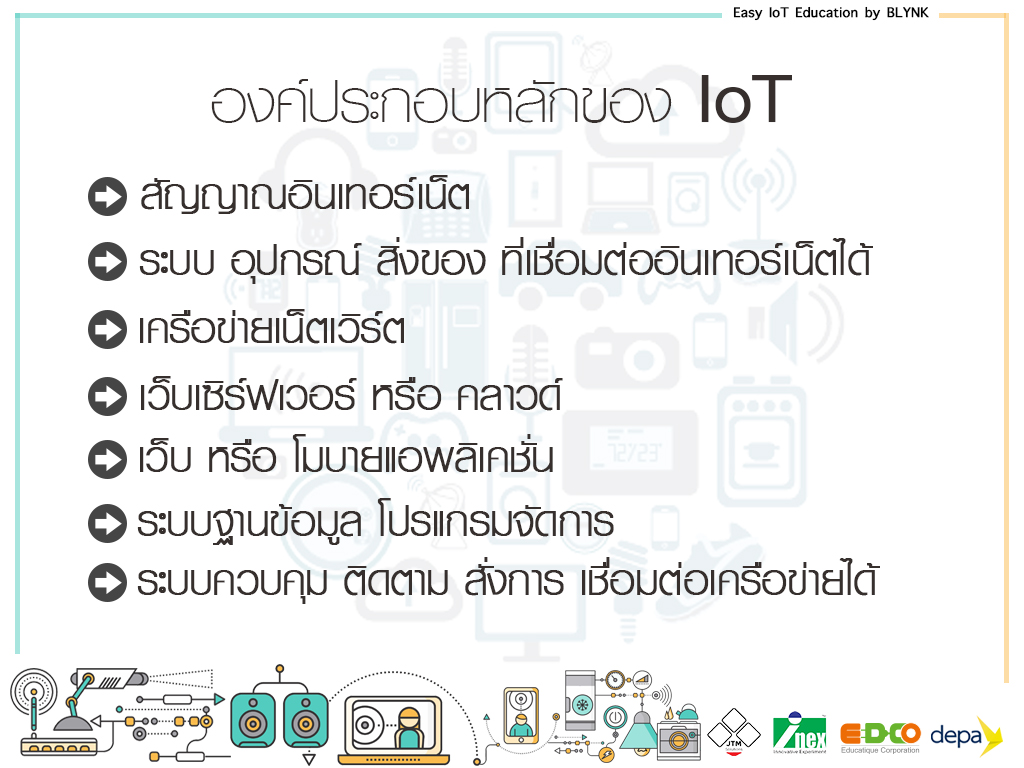 Easy IoT Education by BLYNK
องค์ประกอบหลักของ IoT
สัญญาณอินเทอร์เน็ต
ระบบ อุปกรณ์ สิ่งของ ที่เชื่อมต่ออินเทอร์เน็ตได้
เครือข่ายเน็ตเวิร์ต
เว็บเซิร์ฟเวอร์ หรือ คลาวด์
เว็บ หรือ โมบายแอพลิเคชั่น
ระบบฐานข้อมูล โปรแกรมจัดการ
ระบบควบคุม ติดตาม สั่งการ เชื่อมต่อเครือข่ายได้
JTM
inex
Innovative Experiment
EDCO
Educatique Corporation
depa